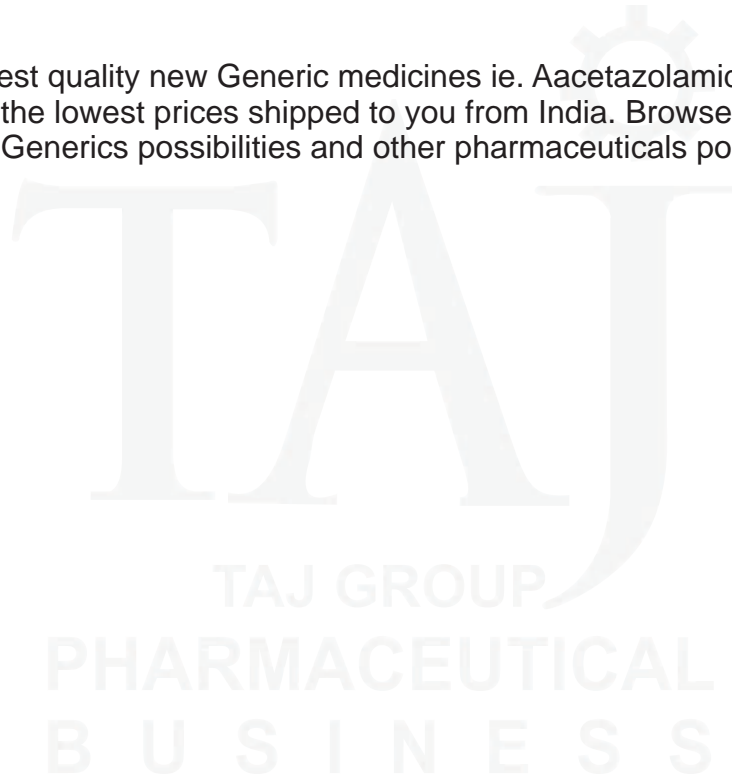 est quality new Generic medicines ie. Aacetazolamic
the lowest prices shipped to you from India. Browse
Generics possibilities and other pharmaceuticals po
TAJ
TAJ GROUP
PHARMACEUTICAL
BUSINESS